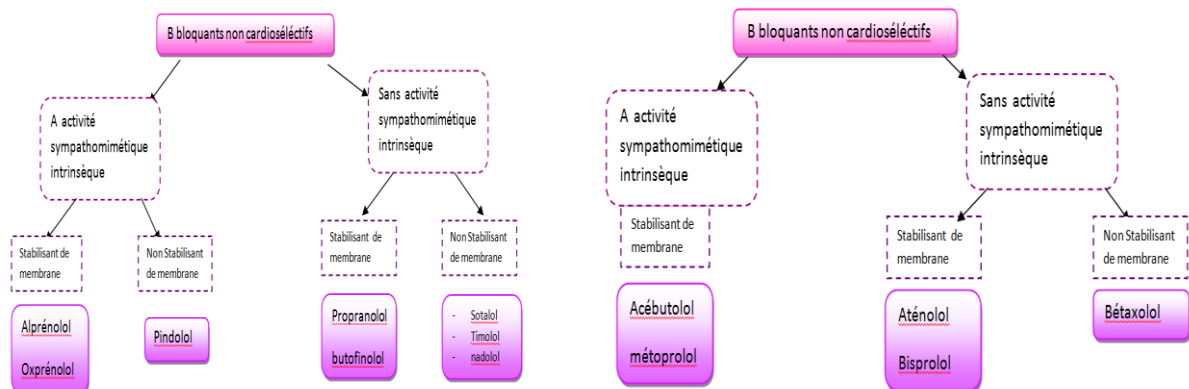 B bloquants non cardioséléctifs
A activité
sympathomimétique
intrinsèque
Sans activité
sympathomimétique
intrinsèque
Stabilisant de
membrane
Non Stabilisant
de membrane
Stabilisant de
membrane
Non Stabilisant
de membrane
Alprénolol
Oxprénolol
Pindolol
Propranolol
butofinolol
- Sotalol
- Timolol
- nadolol
B bloquants non cardiosélectifs
A activité
sympathomimétique
intrinsèque
Sans activité
sympathomimétique
intrinsèque
Stabilisant de
membrane
Stabilisant de
membrane
Non Stabilisant
de membrane
Acébutolol
métoprolol
Aténolol
Bisprolol
Bétaxolol